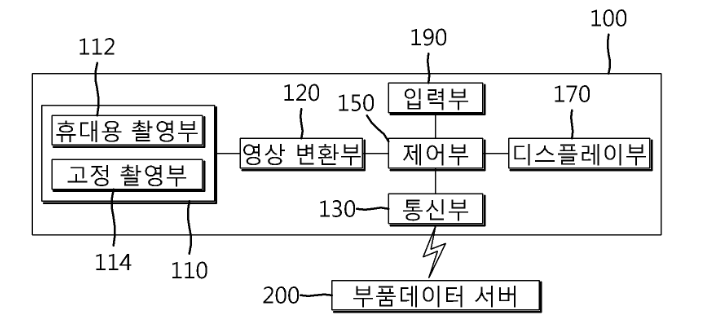 100
112
190
120
150
170
입력부
휴대용 촬영부
영상 변환부
제어부
디스플레이부
고정 촬영부
130
통신부
114
110
200
부품데이터 서버